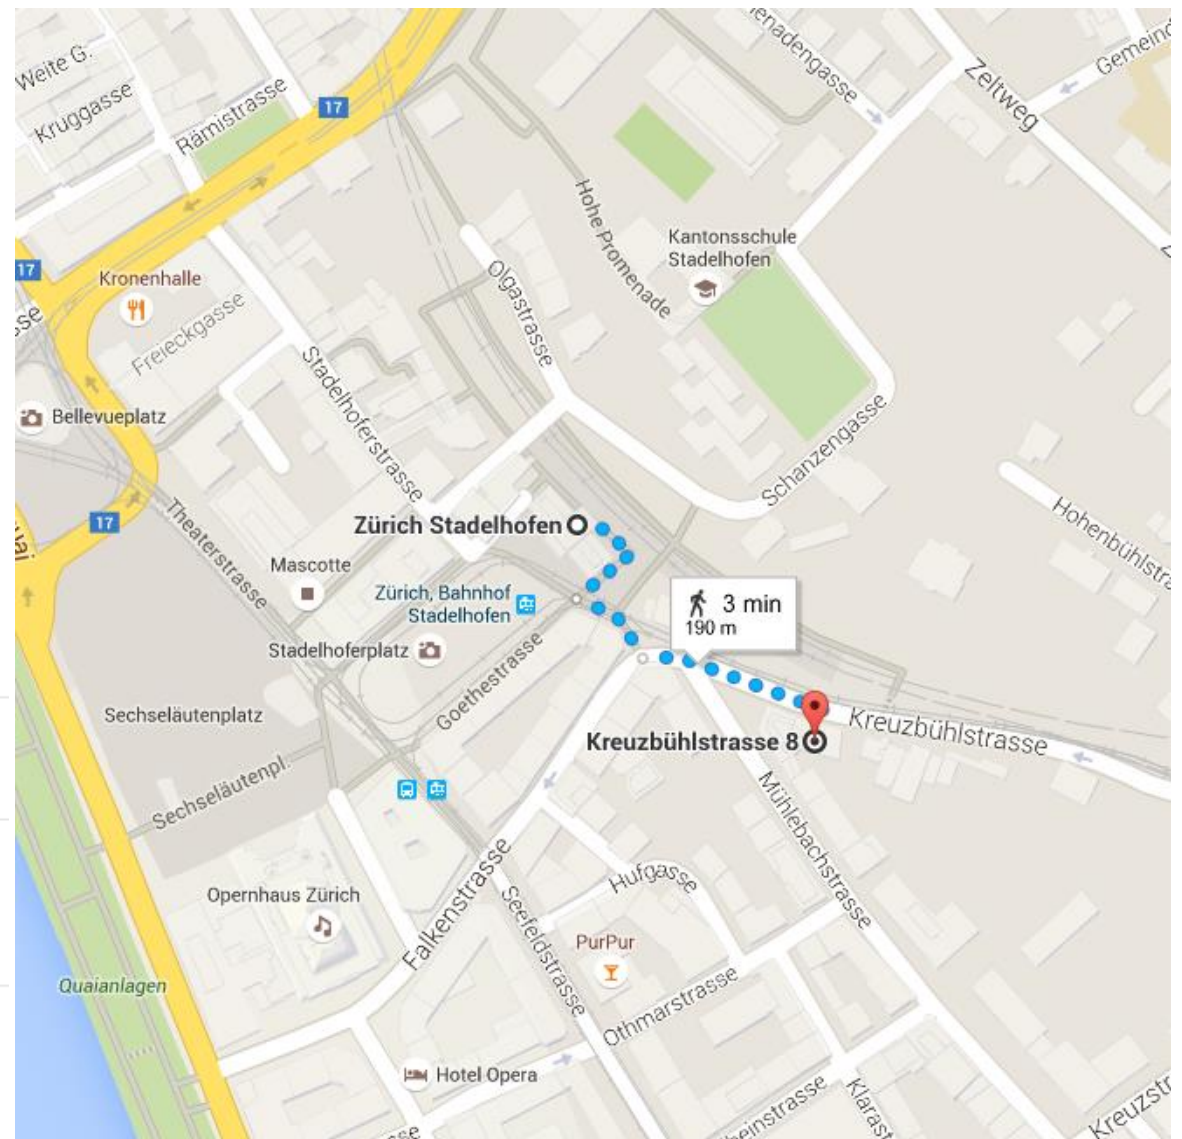 Weite G.
Kruggasse
Rämistrasse
17
Zeltweg
Gemeind
enadengasse
Hohe Promenade
Kantonsschule
Stadelhofen
17
Kronenhalle
Freieckgasse
Olgastrasse
Stadelhoferstrasse
Schanzengasse
Bellevueplatz
Hohenbühlstra
17
Theaterstrasse
Zürich Stadelhofen
Mascotte
Zürich, Bahnhof
Stadelhofen
3 min
190 m
Stadelhoferplatz
Goethestrasse
Sechseläutenplatz
Kreuzbühlstrasse 8
Kreuzbühlstrasse
Sechseläutenpl.
Mühlebachstrasse
Hufgasse
Opernhaus Zürich
Falkenstrasse
Seefeldstrasse
PurPur
Quaianlagen
Othmarstrasse
Hotel Opera
einstrasse
Klarast
Kreuzstr